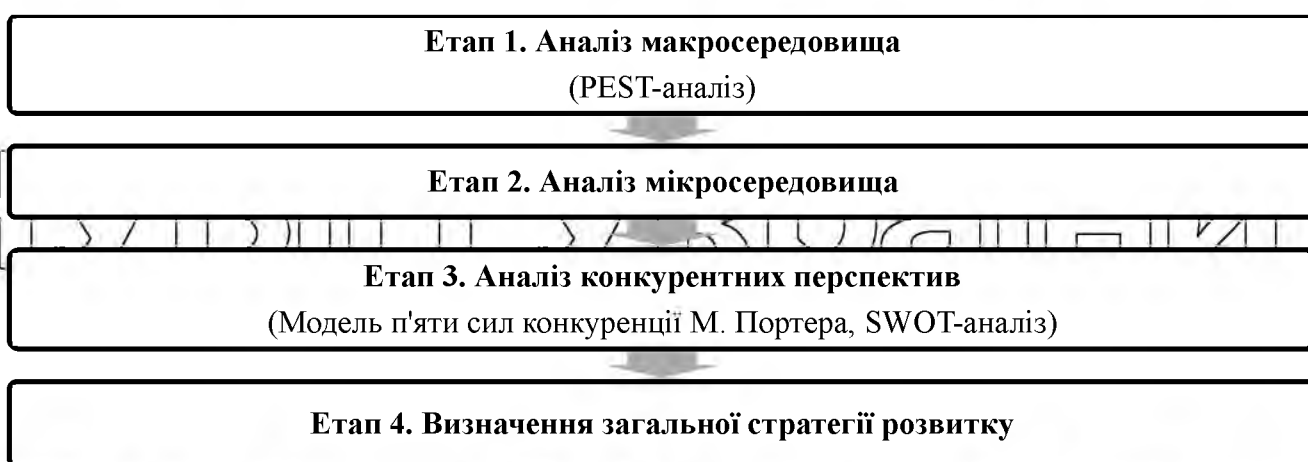 Етап 1. Аналіз макросередовища
(PEST-аналіз)
Етап 2. Аналіз мікросередовища
Етап 3. Аналіз конкурентних перспектив
(Модель п'яти сил конкуренції М. Портера, SWOT-аналіз)
Етап 4. Визначення загальної стратегії розвитку